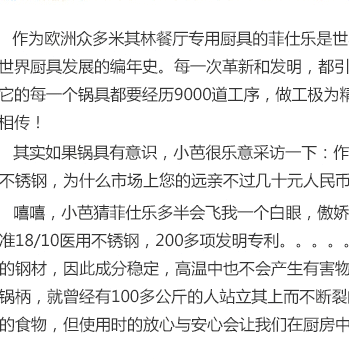 作为欧洲众多米其林餐厅专用厨具的菲仕乐是世
世界厨具发展的编年史。每一次革新和发明，都引
它的每一个锅具都要经历9000道工序，做工极为精
相传！
其实如果锅具有意识，小芭很乐意采访一下：作
不锈钢，为什么市场上您的远亲不过几十元人民币
嘻嘻，小芭猜菲仕乐多半会飞我一个白眼，傲娇
准18/10医用不锈钢，200多项发明专利。。。。。
的钢材，因此成分稳定，高温中也不会产生有害物
锅柄，就曾经有100多公斤的人站立其上而不断裂
的食物，但使用时的放心与安心会让我们在厨房中